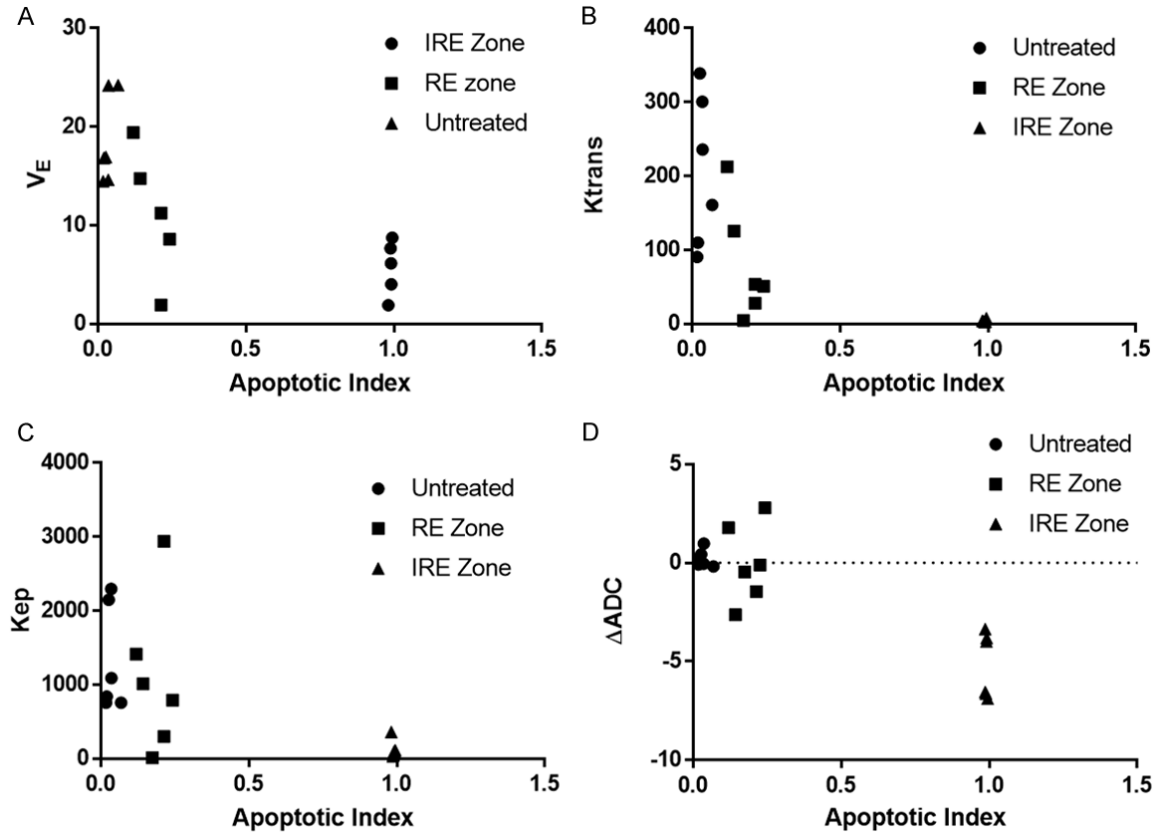 A
30
20
10
0
V_E
IRE Zone
RE zone
Untreated
0.0 0.5 1.0 1.5
Apoptotic Index
B
400
300
200
100
0
Ktrans
Untreated
RE Zone
IRE Zone
0.0 0.5 1.0 1.5
Apoptotic Index
C
4000
3000
2000
1000
0
Kep
Untreated
RE Zone
IRE Zone
0.0 0.5 1.0 1.5
Apoptotic Index
D
5
0
-5
-10
ΔADC
Untreated
RE Zone
IRE Zone
0.0 0.5 1.0 1.5
Apoptotic Index